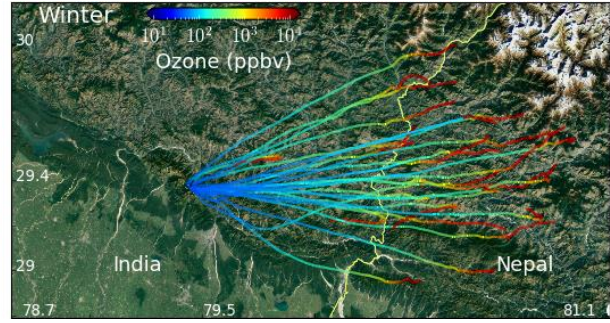 Winter
10¹ 10² 10³ 10⁴
Ozone (ppbv)
30
29.4
29
India
Nepal
78.7 79.5 81.1